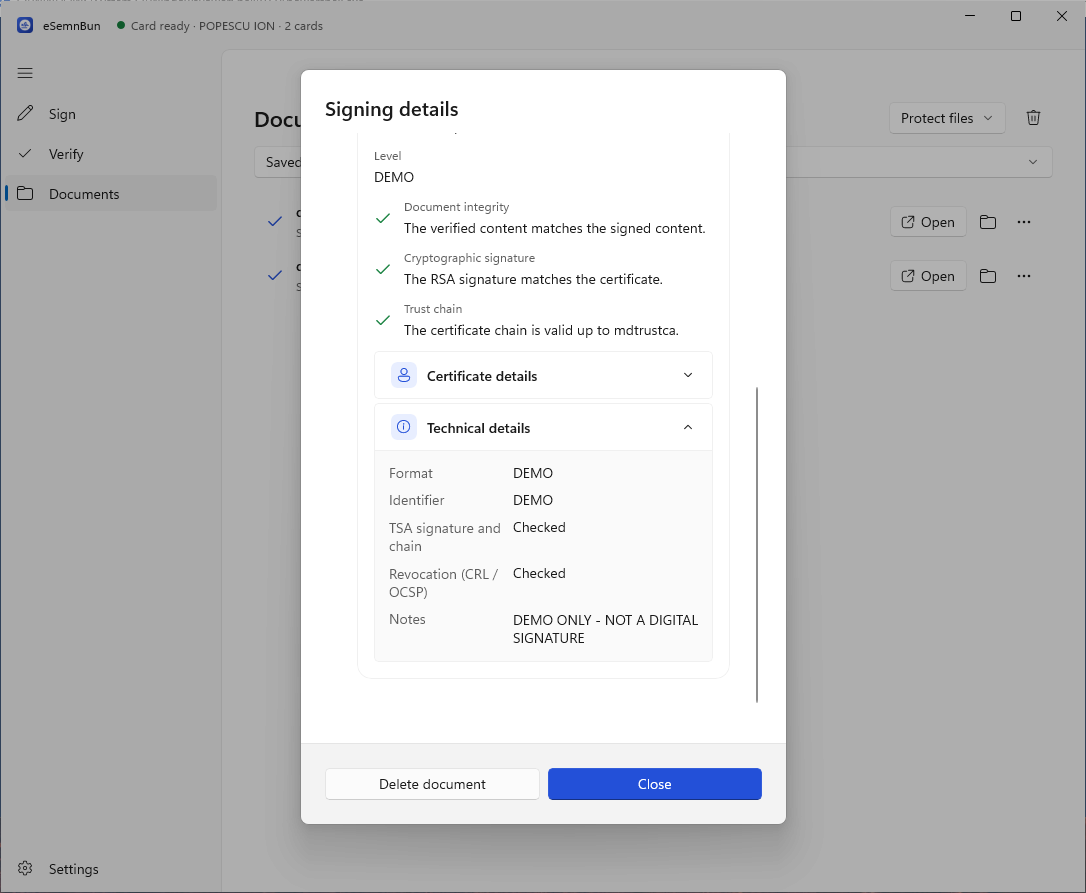 eSemnBun
Card ready · POPESCU ION · 2 cards
Sign
Verify
Documents
Settings
Protect files
Saved
Open
Open
Signing details
Level
DEMO
Document integrity
The verified content matches the signed content.
Cryptographic signature
The RSA signature matches the certificate.
Trust chain
The certificate chain is valid up to mdtrustca.
Certificate details
Technical details
Format DEMO
Identifier DEMO
TSA signature and Checked
chain
Revocation (CRL / Checked
OCSP)
Notes DEMO ONLY - NOT A DIGITAL
SIGNATURE
Delete document
Close